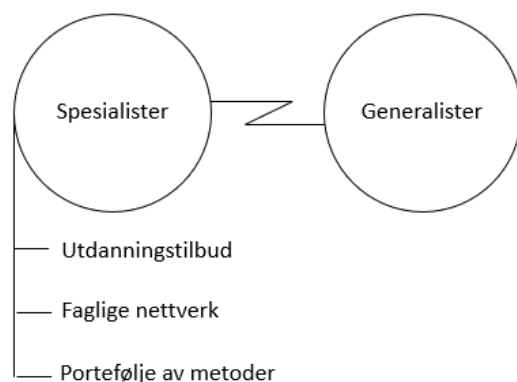 Spesialister
Generalister
Utdanningstilbud
Faglige nettverk
Portefølje av metoder